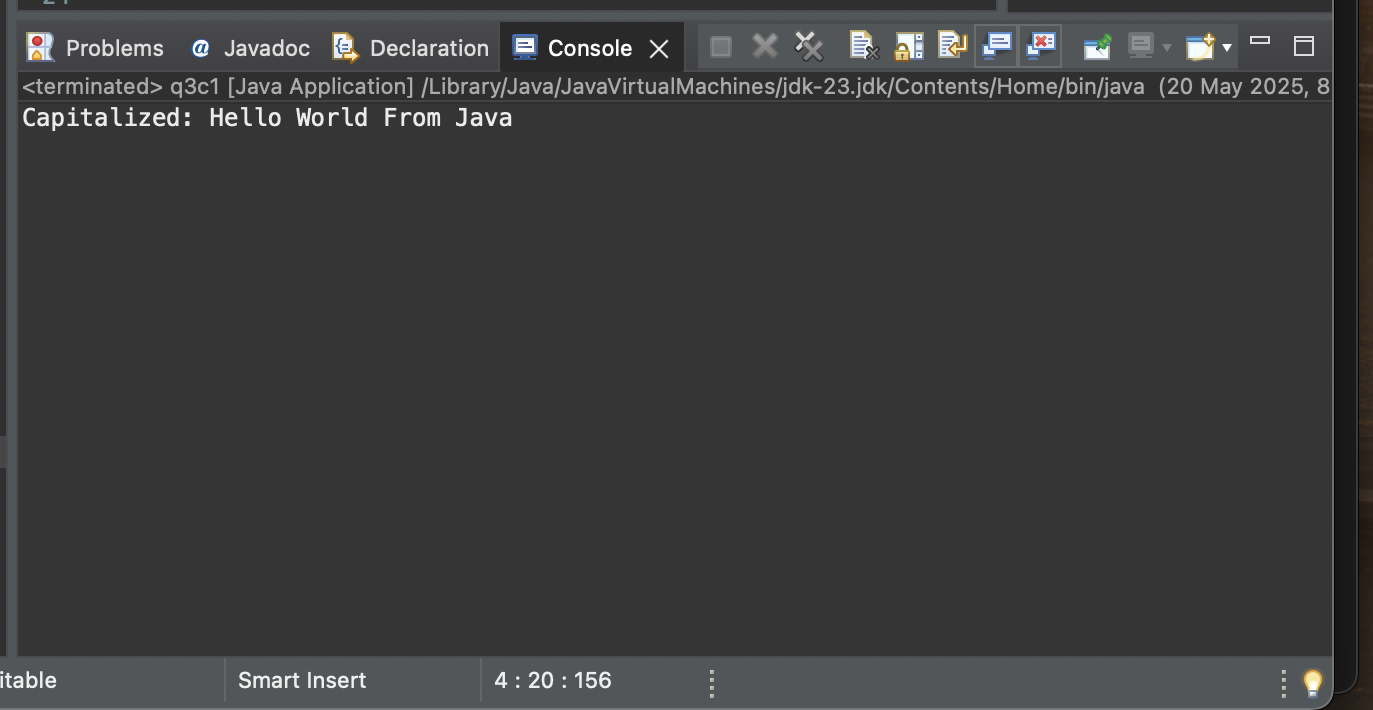 Problems @ Javadoc Declaration Console
<terminated> q3c1 [Java Application] /Library/Java/JavaVirtualMachines/jdk-23.jdk/Contents/Home/bin/java (20 May 2025, 8
Capitalized: Hello World From Java
itable Smart Insert 4 : 20 : 156